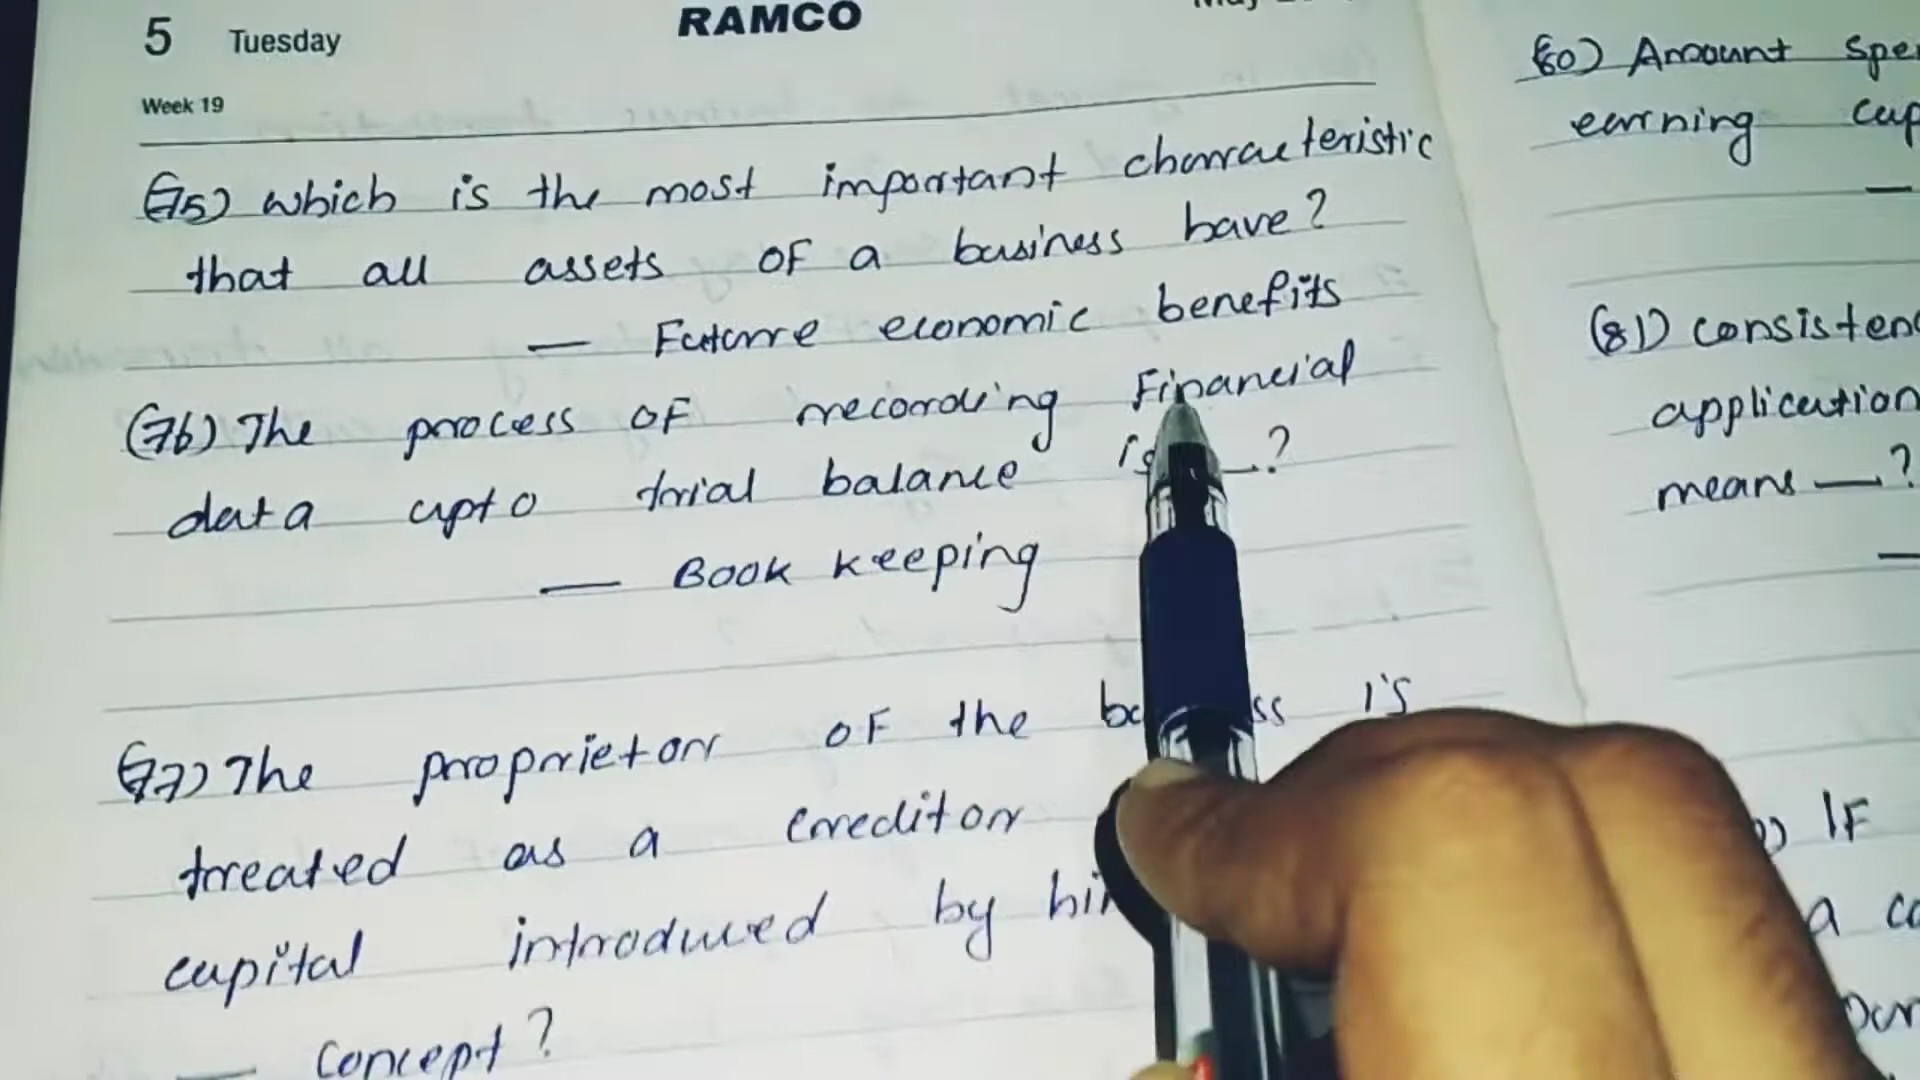 5 Tuesday
RAMCO
Week 19
(75) which is the most important characteristic
that all assets of a business have?
— Future economic benefits
(76) The process of recording Financial
data upto trial balance is —?
— Book keeping
(77) The proprietor of the is
treated as a creditor
capital introduced by
— concept?
(80) Amount
earning
(81)
application
means —?
IF
a